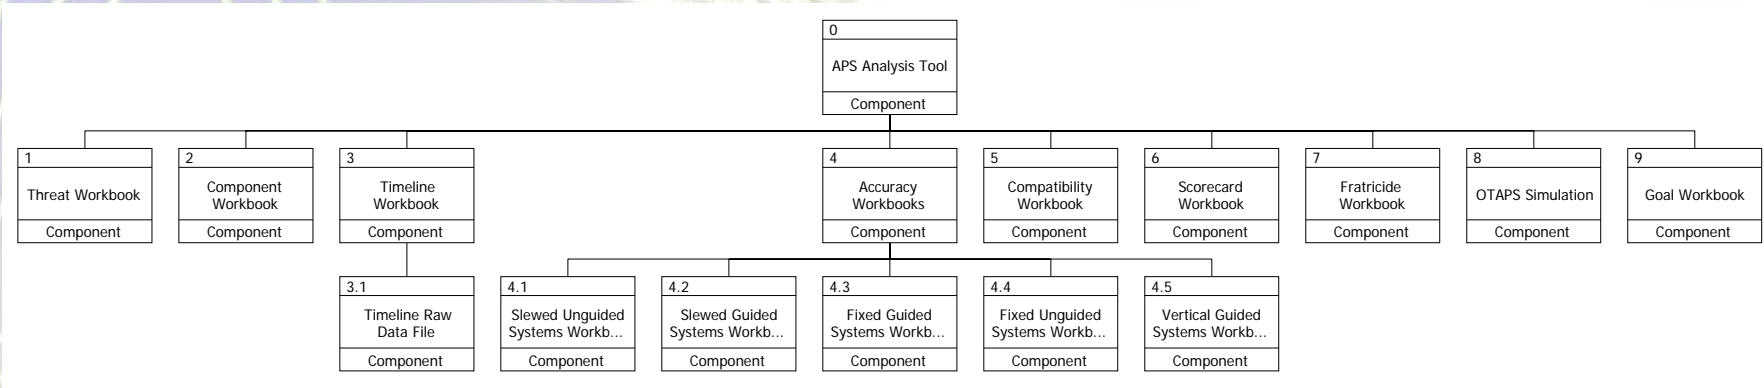 0
APS Analysis Tool
Component
1
Threat Workbook
Component
2
Component
Workbook
Component
3
Timeline
Workbook
Component
4
Accuracy
Workbooks
Component
5
Compatibility
Workbook
Component
6
Scorecard
Workbook
Component
7
Fratricide
Workbook
Component
8
OTAPS Simulation
Component
9
Goal Workbook
Component
3.1
Timeline Raw
Data File
Component
4.1
Slewed Unguided
Systems Workb...
Component
4.2
Slewed Guided
Systems Workb...
Component
4.3
Fixed Guided
Systems Workb...
Component
4.4
Fixed Unguided
Systems Workb...
Component
4.5
Vertical Guided
Systems Workb...
Component